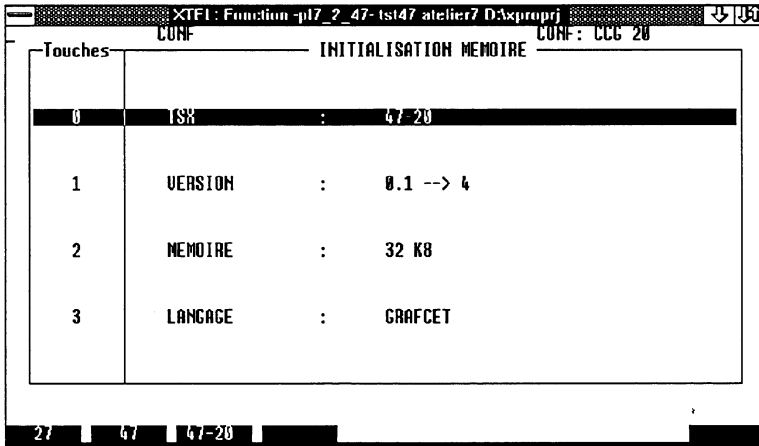 XTEL: Function -pl7_2_47- tst47 atelier7 D:\xproprj
CONF CONF: CCG 20
Touches INITIALISATION MEMOIRE
0 TSX : 47-20
1 VERSION : 0.1 --> 4
2 MEMOIRE : 32 K8
3 LANGAGE : GRAFCET
27 47 47-20